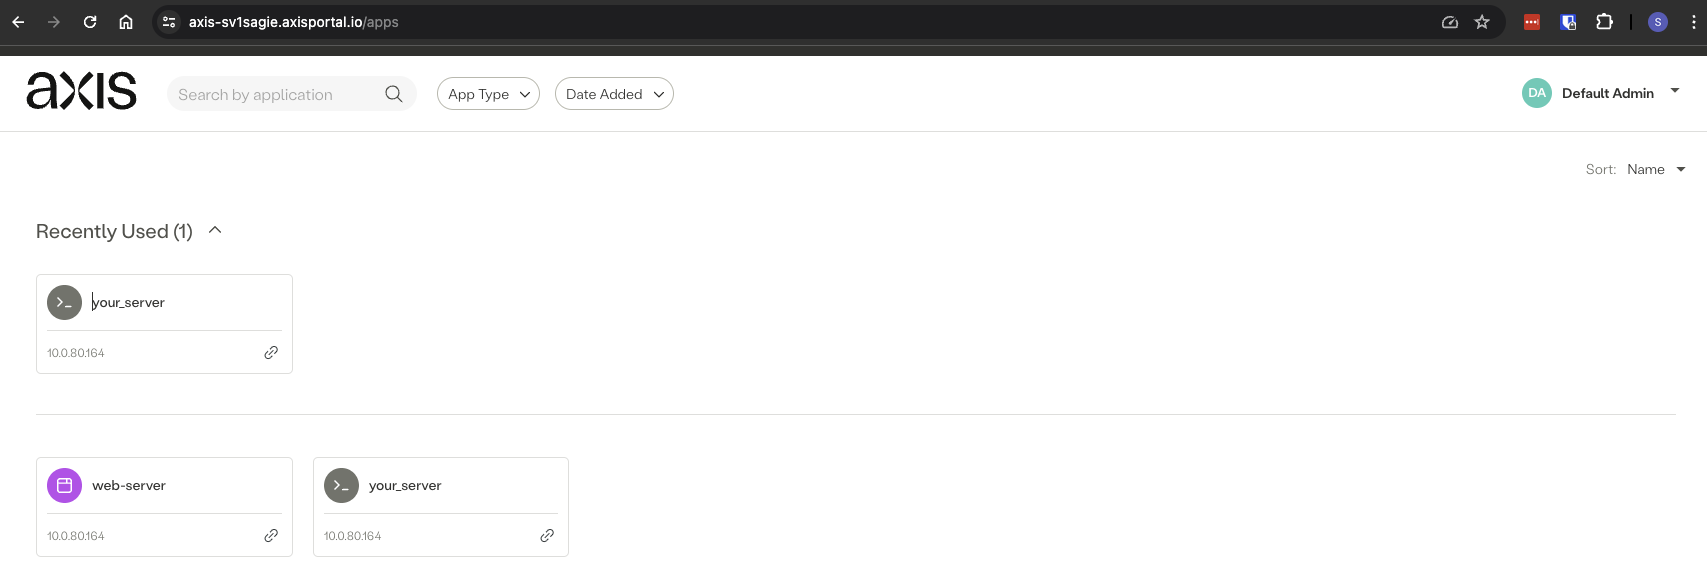 axis-sv1sagie.axisportal.io/apps
S
axis
Search by application
App Type
Date Added
DA
Default Admin
Sort: Name
Recently Used (1)
your_server
10.0.80.164
web-server
10.0.80.164
your_server
10.0.80.164